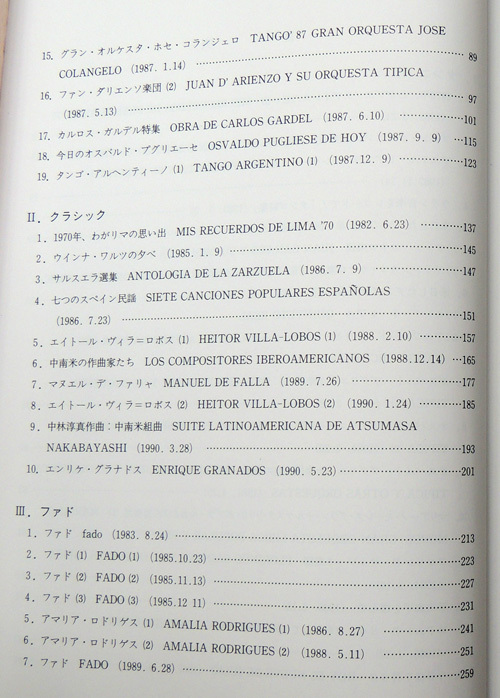 15. グラン・オルケスタ・ホセ・コランジェロ TANGO' 87 GRAN ORQUESTA JOSE
COLANGELO (1987. 1.14) 89
16. ファン・ダリエンソ楽団 (2) JUAN D' ARIENZO Y SU ORQUESTA TIPICA
(1987. 5.13) 97
17. カルロス・ガルデル特集 OBRA DE CARLOS GARDEL (1987. 6.10) 101
18. 今日のオスバルド・プグリエーセ OSVALDO PUGLIESE DE HOY (1987. 9. 9) …115
19. タンゴ・アルヘンティーノ (1) TANGO ARGENTINO (1) (1987.12. 9) 123
II. クラシック
1. 1970年、わがリマの思い出 MIS RECUERDOS DE LIMA '70 (1982. 6.23) 137
2. ウインナ・ワルツの夕べ (1985. 1. 9) 145
3. サルスエラ選集 ANTOLOGIA DE LA ZARZUELA (1986. 7. 9) 147
4. 七つのスペイン民謡 SIETE CANCIONES POPULARES ESPAÑOLAS
(1986. 7.23) 151
5. エイトール・ヴィラ=ロボス (1) HEITOR VILLA-LOBOS (1) (1988. 2.10) 157
6. 中南米の作曲家たち LOS COMPOSITORES IBEROAMERICANOS (1988.12.14) …165
7. マヌエル・デ・ファリャ MANUEL DE FALLA (1989. 7.26) 177
8. エイトール・ヴィラ=ロボス (2) HEITOR VILLA-LOBOS (2) (1990. 1.24) 185
9. 中林淳真作曲:中南米組曲 SUITE LATINOAMERICANA DE ATSUMASA
NAKABAYASHI (1990. 3.28) 193
10. エンリケ・グラナドス ENRIQUE GRANADOS (1990. 5.23) 201
III. ファド
1. ファド fado (1983. 8.24) 213
2. ファド (1) FADO (1) (1985.10.23) 223
3. ファド (2) FADO (2) (1985.11.13) 227
4. ファド (3) FADO (3) (1985.12 11) 231
5. アマリア・ロドリゲス (1) AMALIA RODRIGUES (1) (1986. 8.27) 241
6. アマリア・ロドリゲス (2) AMALIA RODRIGUES (2) (1988. 5.11) 251
7. ファド FADO (1989. 6.28) 259